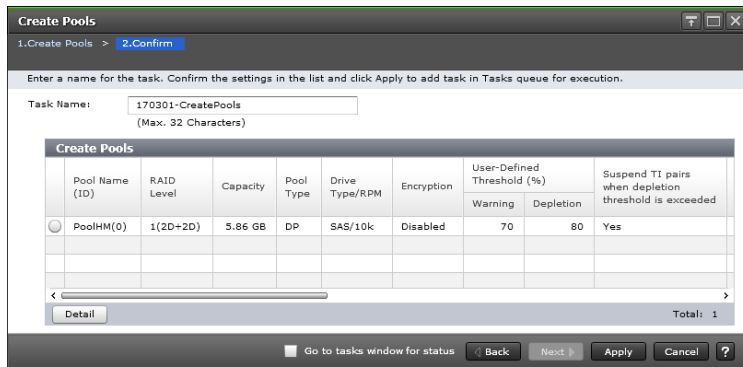 Create Pools
1.Create Pools > 2.Confirm
Enter a name for the task. Confirm the settings in the list and click Apply to add task in Tasks queue for execution.
Task Name: 170301-CreatePools
(Max. 32 Characters)
Create Pools
Pool Name (ID) RAID Level Capacity Pool Type Drive Type/RPM Encryption User-Defined Threshold (%) Warning Depletion Suspend TI pairs when depletion threshold is exceeded
PoolHM(0) 1(2D+2D) 5.86 GB DP SAS/10k Disabled 70 80 Yes
Detail Total: 1
Go to tasks window for status Back Next Apply Cancel ?